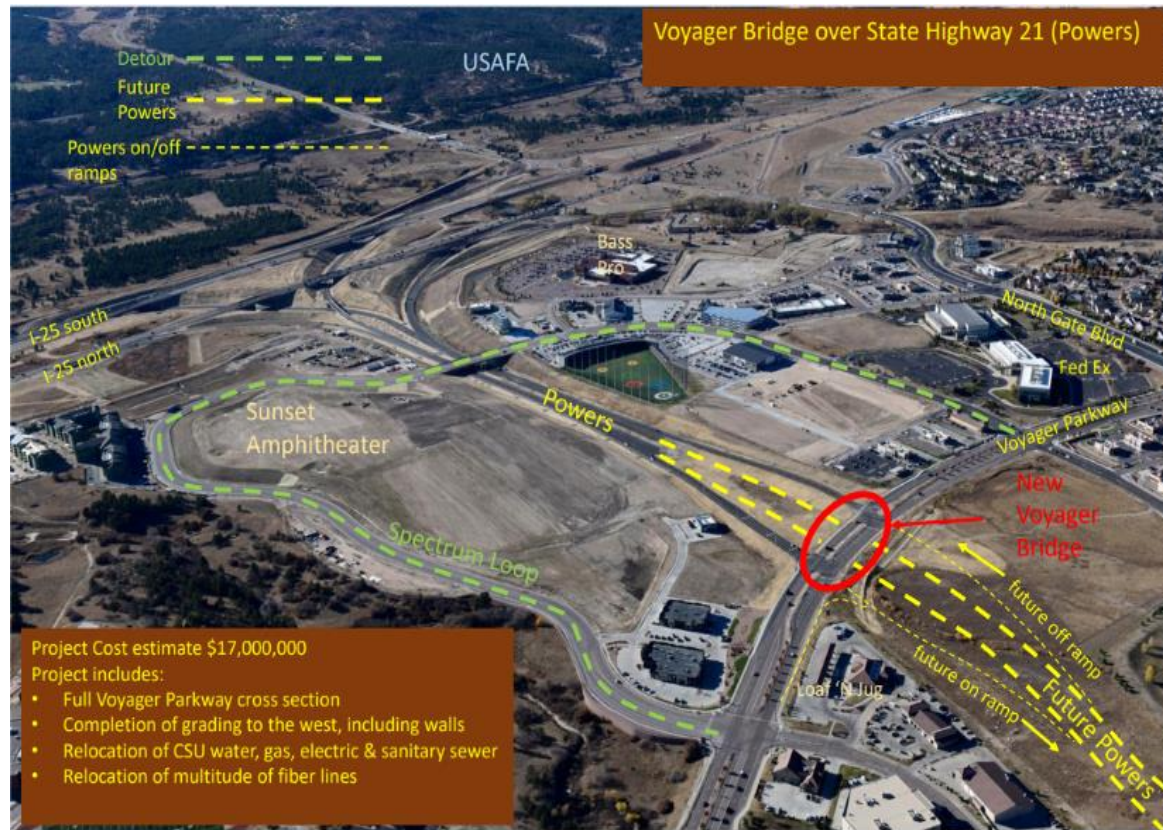 Voyager Bridge over State Highway 21 (Powers)
Detour
Future
Powers
Powers on/off
ramps
USAFA
Bass
Pro
I-25 south
I-25 north
North Gate Blvd
Fed Ex
Voyager Parkway
Sunset
Amphitheater
Powers
New
Voyager
Bridge
Spectrum Loop
future off ramp
future on ramp
Future Powers
Loaf 'N Jug
Project Cost estimate $17,000,000
Project includes:
• Full Voyager Parkway cross section
• Completion of grading to the west, including walls
• Relocation of CSU water, gas, electric & sanitary sewer
• Relocation of multitude of fiber lines